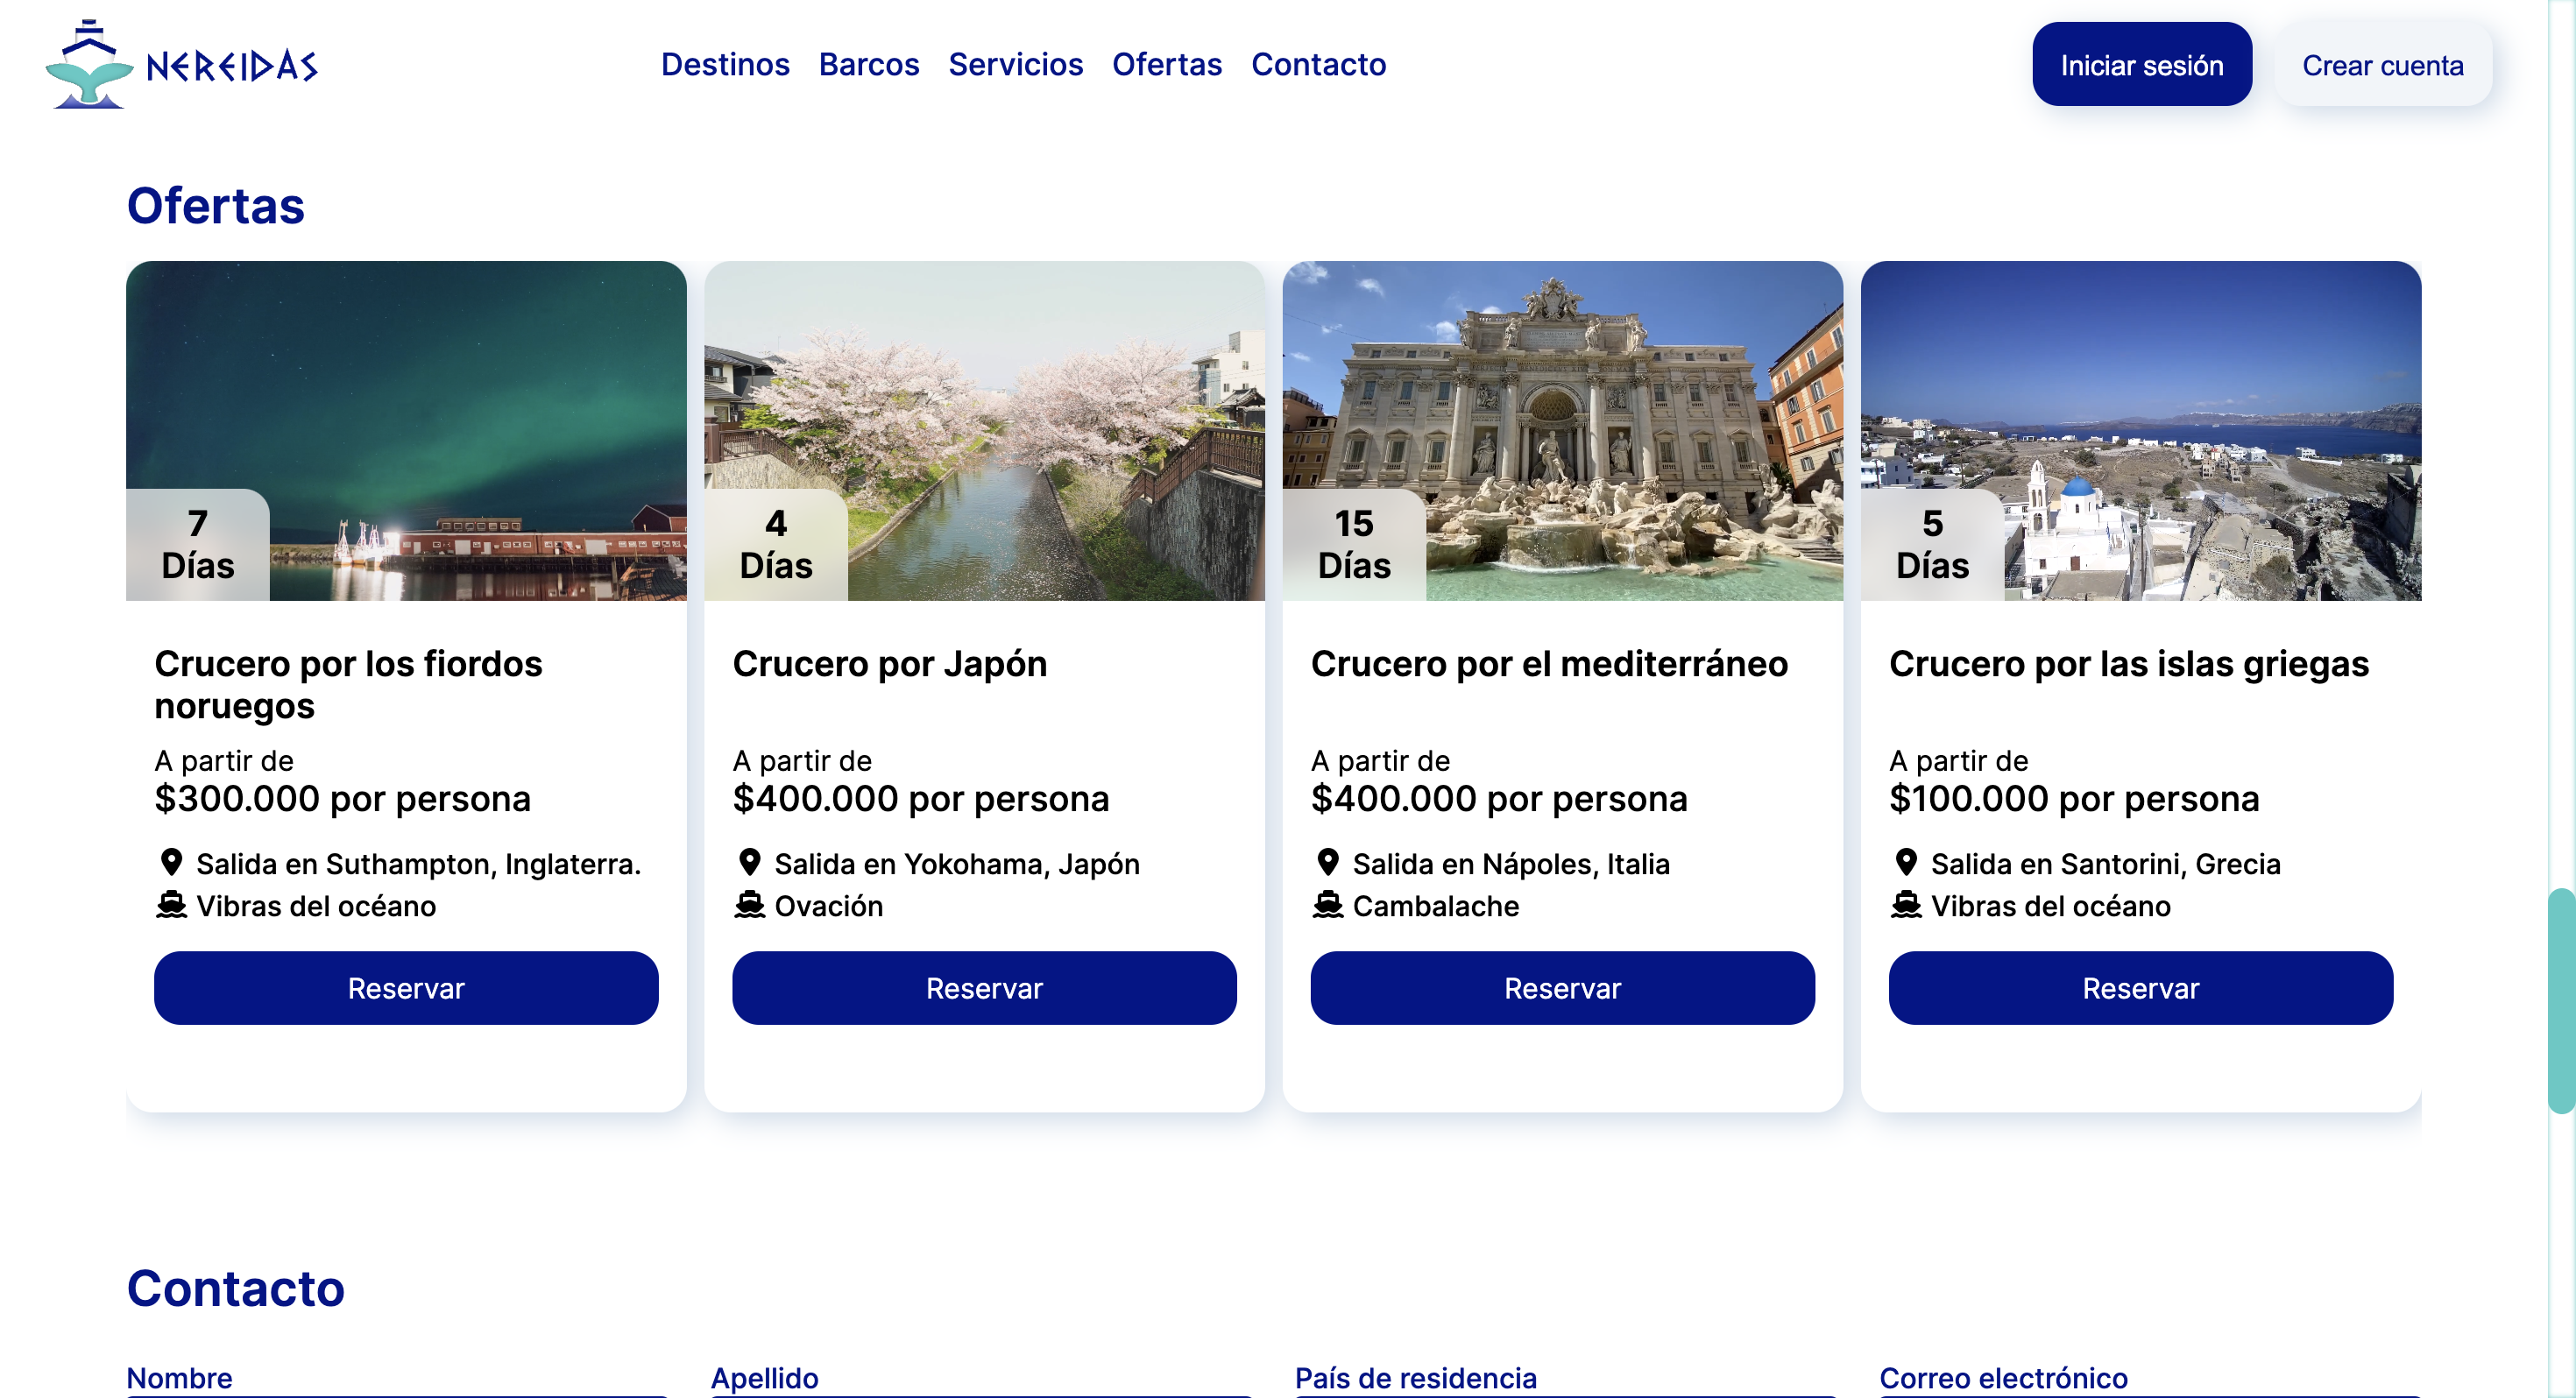 NEREIDAS
Destinos Barcos Servicios Ofertas Contacto
Iniciar sesión
Crear cuenta
Ofertas
7
Días
Crucero por los fiordos
noruegos
A partir de
$300.000 por persona
Salida en Suthampton, Inglaterra.
Vibras del océano
Reservar
4
Días
Crucero por Japón
A partir de
$400.000 por persona
Salida en Yokohama, Japón
Ovación
Reservar
15
Días
Crucero por el mediterráneo
A partir de
$400.000 por persona
Salida en Nápoles, Italia
Cambalache
Reservar
5
Días
Crucero por las islas griegas
A partir de
$100.000 por persona
Salida en Santorini, Grecia
Vibras del océano
Reservar
Contacto
Nombre
Apellido
País de residencia
Correo electrónico